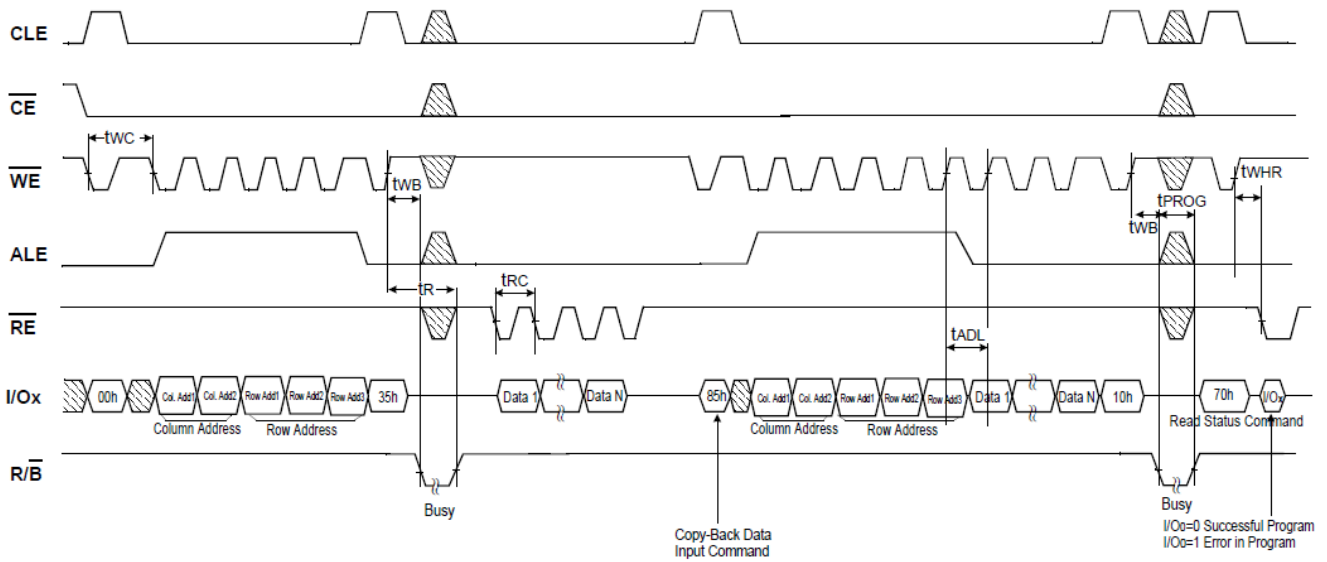 CLE
CE
tWC
WE
tWB
tWHR
tPROG
tWB
ALE
tR
tRC
RE
tADL
I/Ox
00h
Col. Add1
Col. Add2
Row Add1
Row Add2
Row Add3
35h
Data 1
Data N
85h
Col. Add1
Col. Add2
Row Add1
Row Add2
Row Add3
Data 1
Data N
10h
70h
I/Ox
Column Address
Row Address
Column Address
Row Address
Read Status Command
R/B
Busy
Busy
Copy-Back Data
Input Command
I/O0=0 Successful Program
I/O0=1 Error in Program